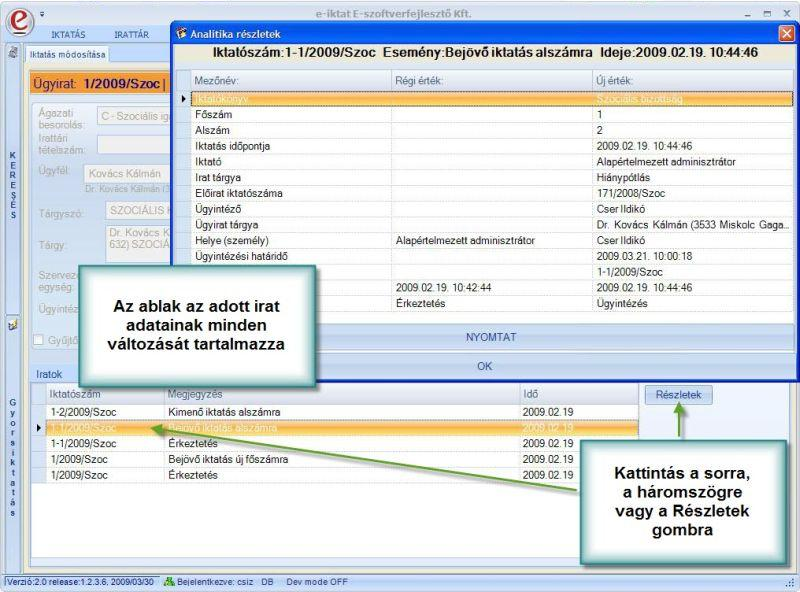 e-iktat E-szoftverfejlesztő Kft.
IKTATÁS IRATTÁR
Iktatás módosítása
KERESÉS
Gyorsiktatás
Ügyirat: 1/2009/Szoc
Ágazati besorolás: C - Szociális ig
Irattári tételszám:
Ügyfél: Kovács Kálmán
Dr. Kovács Kálmán (3
Tárgyszó: SZOCIÁLIS
Tárgy: Dr. Kovács K
632) SZOCIÁ
Szerveze
egység:
Ügyinté
Gyűjtő
Analitika részletek
Iktatószám:1-1/2009/Szoc Esemény:Bejövő iktatás alszámra Ideje:2009.02.19. 10:44:46
Mezőnév: Régi érték: Új érték:
Iktatókönyv Szociális bizottság
Főszám 1
Alszám 2
Iktatás időpontja 2009.02.19. 10:44:46
Iktató Alapértelmezett adminisztrátor
Irat tárgya Hiánypótlás
Előirat iktatószáma 171/2008/Szoc
Ügyintéző Cser Ildikó
Ügyirat tárgya Dr. Kovács Kálmán (3533 Miskolc Gaga...
Helye (személy) Alapértelmezett adminisztrátor Cser Ildikó
Ügyintézési határidő 2009.03.21. 10:00:18
1-1/2009/Szoc
2009.02.19. 10:42:44 2009.02.19. 10:44:46
Érkeztetés Ügyintézés
NYOMTAT
OK
Az ablak az adott irat
adatainak minden
változását tartalmazza
Iratok
Iktatószám Megjegyzés Idő
Részletek
1-2/2009/Szoc Kimenő iktatás alszámra 2009.02.19
1-1/2009/Szoc Bejövő iktatás alszámra 2009.02.19
1-1/2009/Szoc Érkeztetés 2009.02.19
1/2009/Szoc Bejövő iktatás új főszámra 2009.02.19
1/2009/Szoc Érkeztetés 2009.02.19
Kattintás a sorra,
a háromszögre
vagy a Részletek
gombra
Verzió:2.0 release:1.2.3.6, 2009/03/30 Bejelentkezve: csiz DB Dev mode OFF